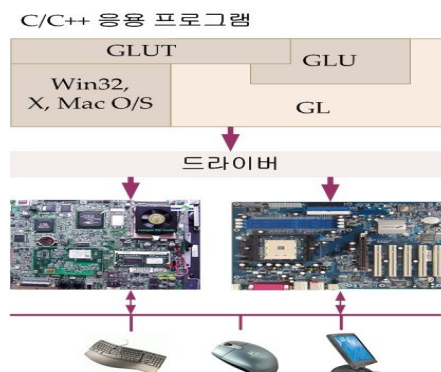 C/C++ 응용 프로그램
GLUT
GLU
Win32,
X, Mac O/S
GL
드라이버